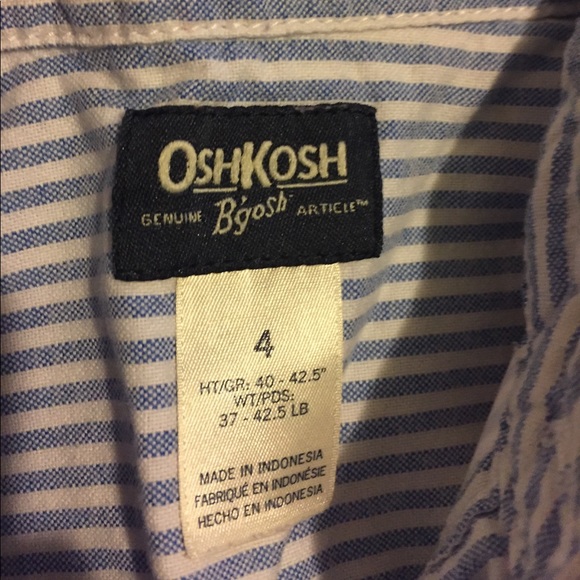 OSHKOSH
GENUINE B'gosh ARTICLE™
4
HT/GR: 40 - 42.5"
WT/PDS:
37 - 42.5 LB
MADE IN INDONESIA
FABRIQUÉ EN INDONÉSIE
HECHO EN INDONESIA